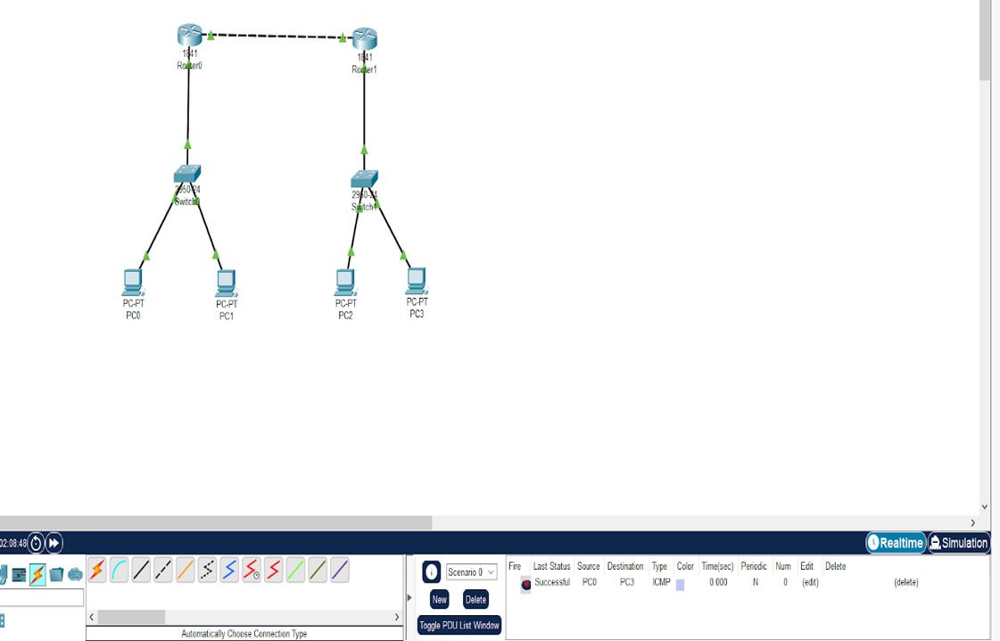 1841
Router0
1841
Router1
2950-24
Switch0
2950-24
Switch1
PC-PT
PC0
PC-PT
PC1
PC-PT
PC2
PC-PT
PC3
02:08:48
Realtime
Simulation
Scenario 0
New
Delete
Toggle PDU List Window
Fire Last Status Source Destination Type Color Time(sec) Periodic Num Edit Delete
Successful PC0 PC3 ICMP 0.000 N 0 (edit) (delete)
Automatically Choose Connection Type